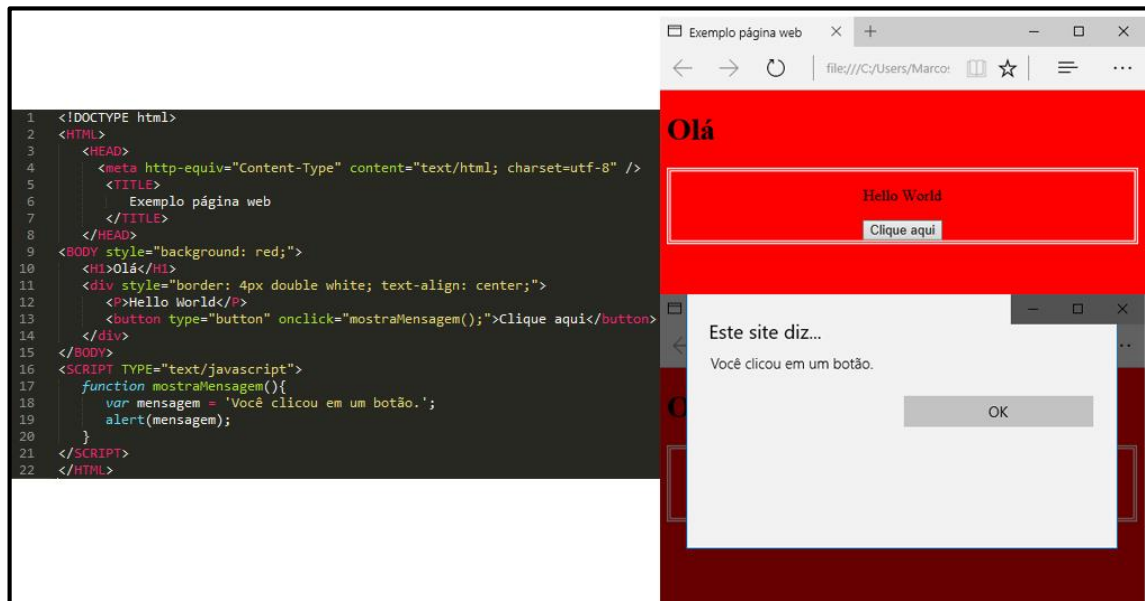 1 <!DOCTYPE html>
2 <HTML>
3 <HEAD>
4 <meta http-equiv="Content-Type" content="text/html; charset=utf-8" />
5 <TITLE>
6 Exemplo página web
7 </TITLE>
8 </HEAD>
9 <BODY style="background: red;">
10 <H1>Olá</H1>
11 <div style="border: 4px double white; text-align: center;">
12 <P>Hello World</P>
13 <button type="button" onclick="mostraMensagem();">Clique aqui</button>
14 </div>
15 </BODY>
16 <SCRIPT TYPE="text/javascript">
17 function mostraMensagem(){
18 var mensagem = 'Você clicou em um botão.';
19 alert(mensagem);
20 }
21 </SCRIPT>
22 </HTML>
Exemplo página web
file:///C:/Users/Marco
Olá
Hello World
Clique aqui
Este site diz...
Você clicou em um botão.
O
OK